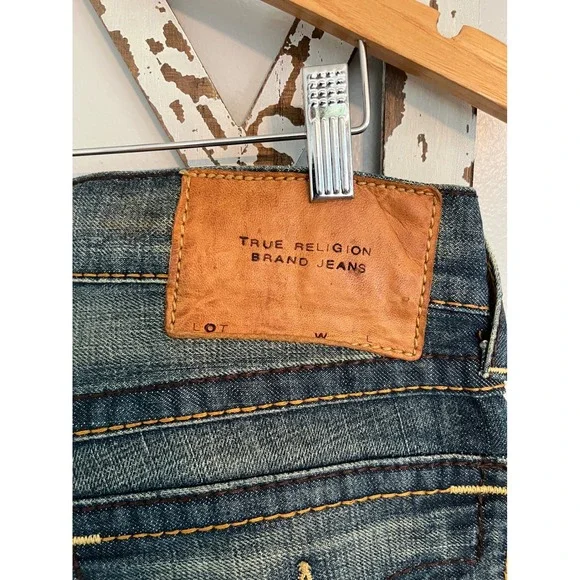 TRUE RELIGION
BRAND JEANS
LOT W L